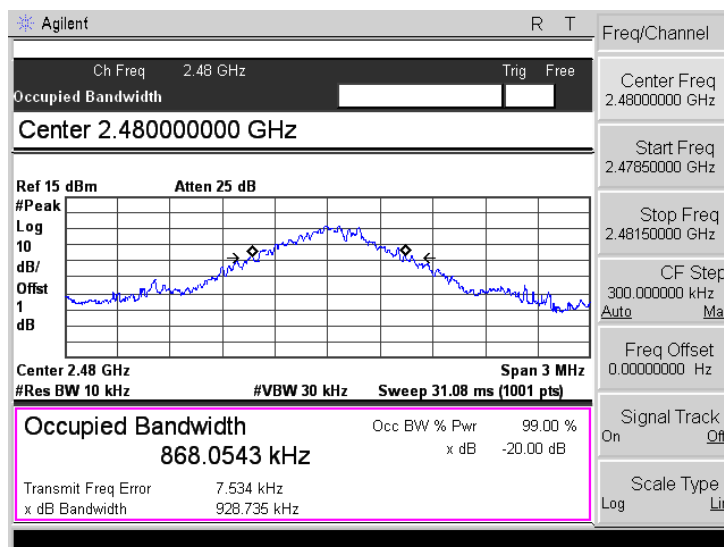 Agilent R T
Ch Freq 2.48 GHz Trig Free
Occupied Bandwidth
Center 2.480000000 GHz
Ref 15 dBm Atten 25 dB
#Peak
Log
10
dB/
Offst
1
dB
Center 2.48 GHz Span 3 MHz
#Res BW 10 kHz #VBW 30 kHz Sweep 31.08 ms (1001 pts)
Occupied Bandwidth Occ BW % Pwr 99.00 %
868.0543 kHz x dB -20.00 dB
Transmit Freq Error 7.534 kHz
x dB Bandwidth 928.735 kHz
Freq/Channel
Center Freq
2.48000000 GHz
Start Freq
2.47850000 GHz
Stop Freq
2.48150000 GHz
CF Step
300.000000 kHz
Auto Ma
Freq Offset
0.00000000 Hz
Signal Track
On Off
Scale Type
Log Lin